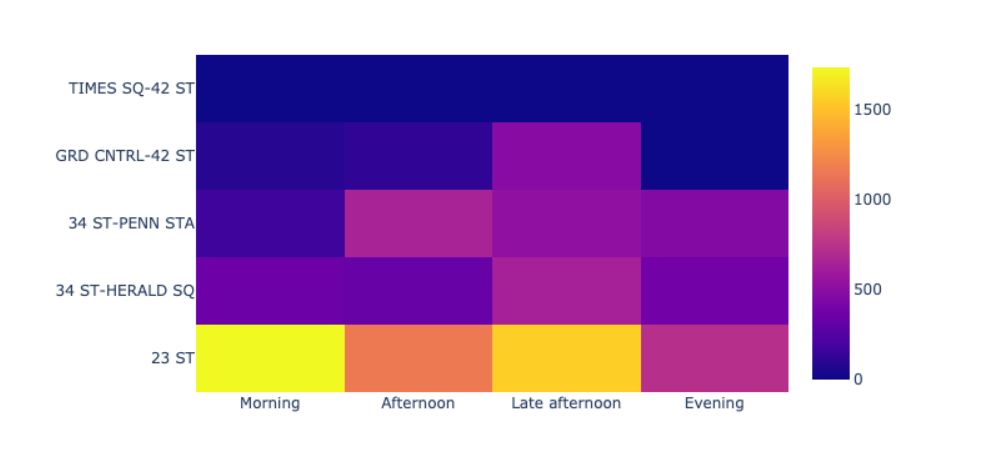 TIMES SQ-42 ST
GRD CNTRL-42 ST
34 ST-PENN STA
34 ST-HERALD SQ
23 ST
Morning Afternoon Late afternoon Evening
1500
1000
500
0